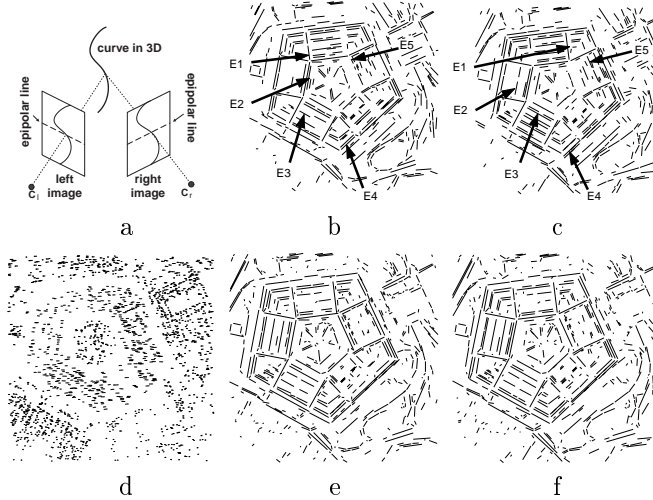 curve in 3D
epipolar tine
epipolar line
left
image
right
image
C l
C r
a
E1
E2
E3
E4
E5
b
E1
E2
E3
E4
E5
c
d
e
f